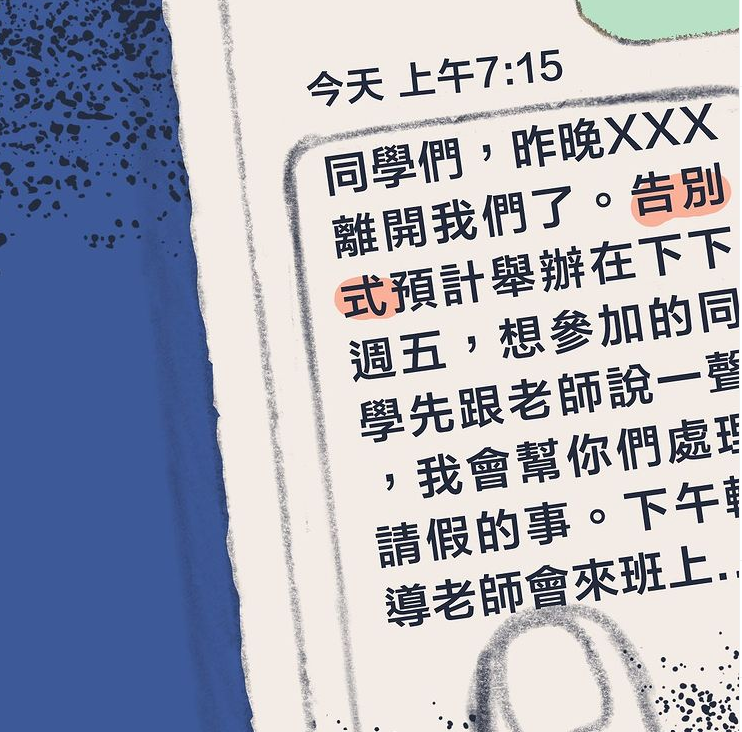 今天 上午7:15
同學們，昨晚XXX
離開我們了。告別
式預計舉辦在下下
週五，想參加的同
學先跟老師說一聲
，我會幫你們處理
請假的事。下午輔
導老師會來班上...